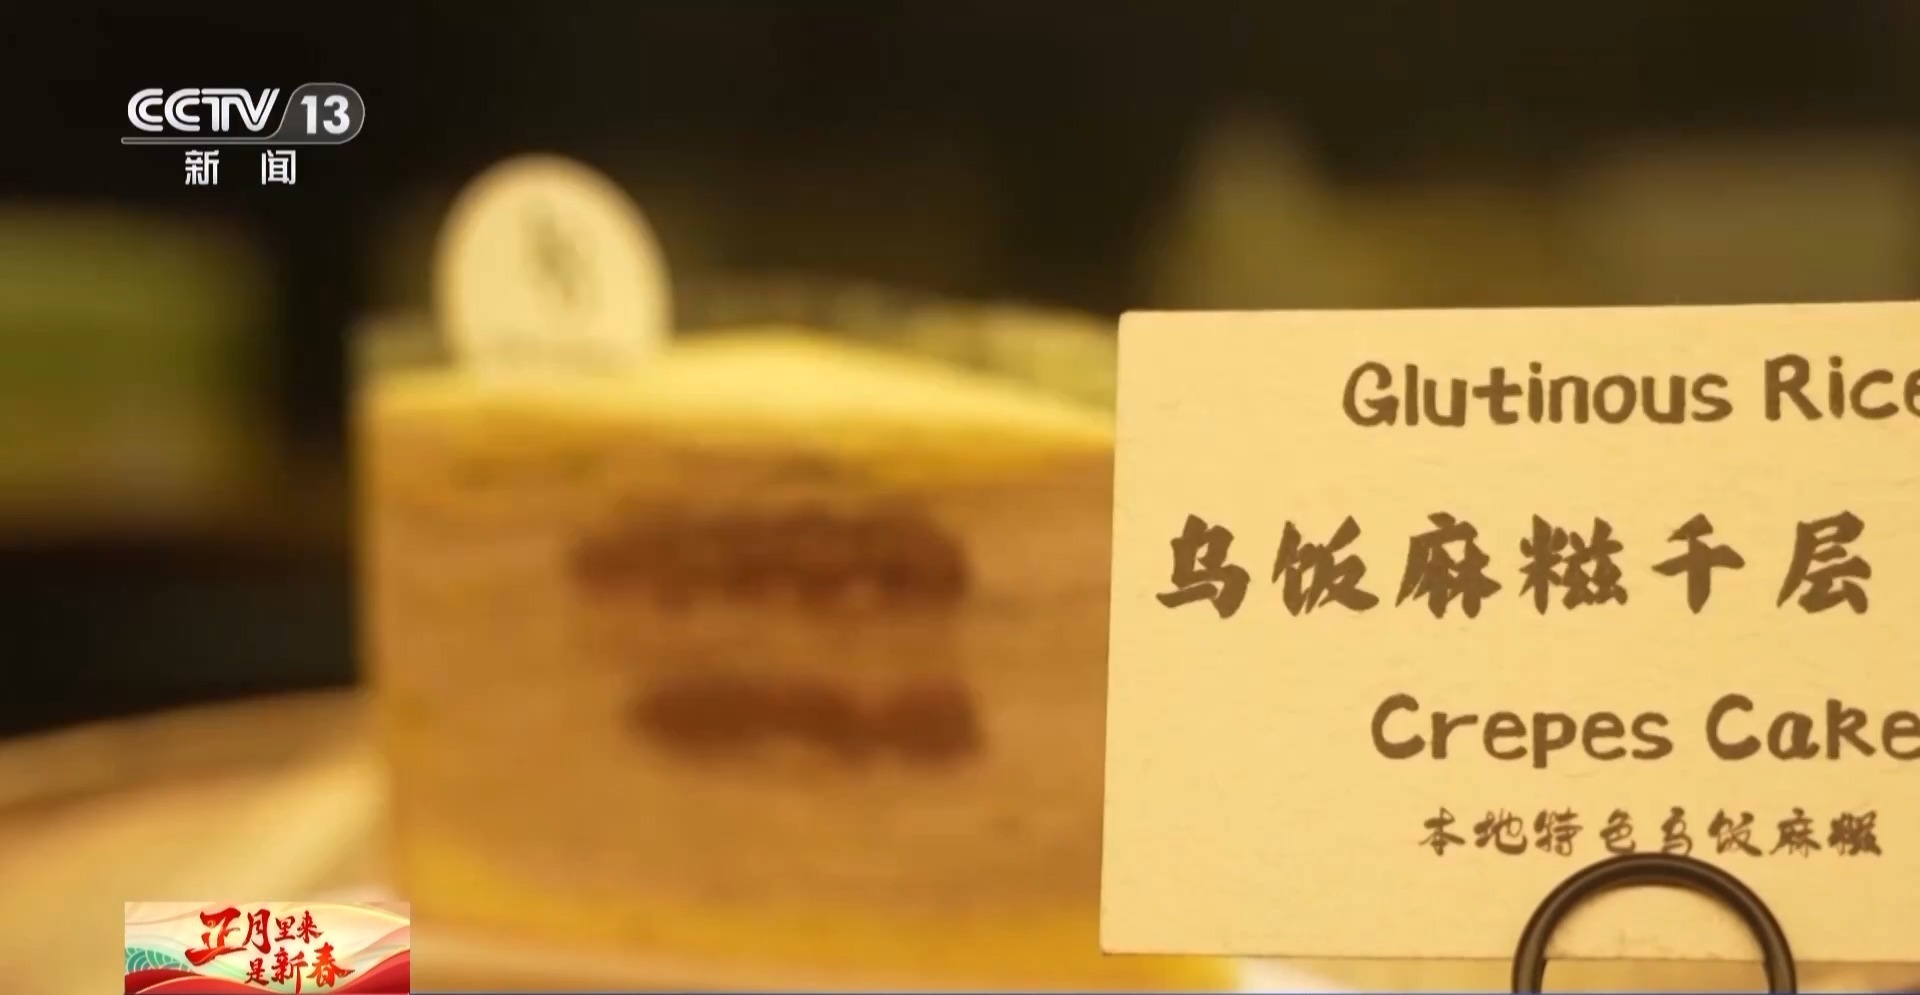 CCTV 13
新闻
Glutinous Rice
乌饭麻糍千层
Crepes Cake
本地特色乌饭麻糍
正月里来
是新春